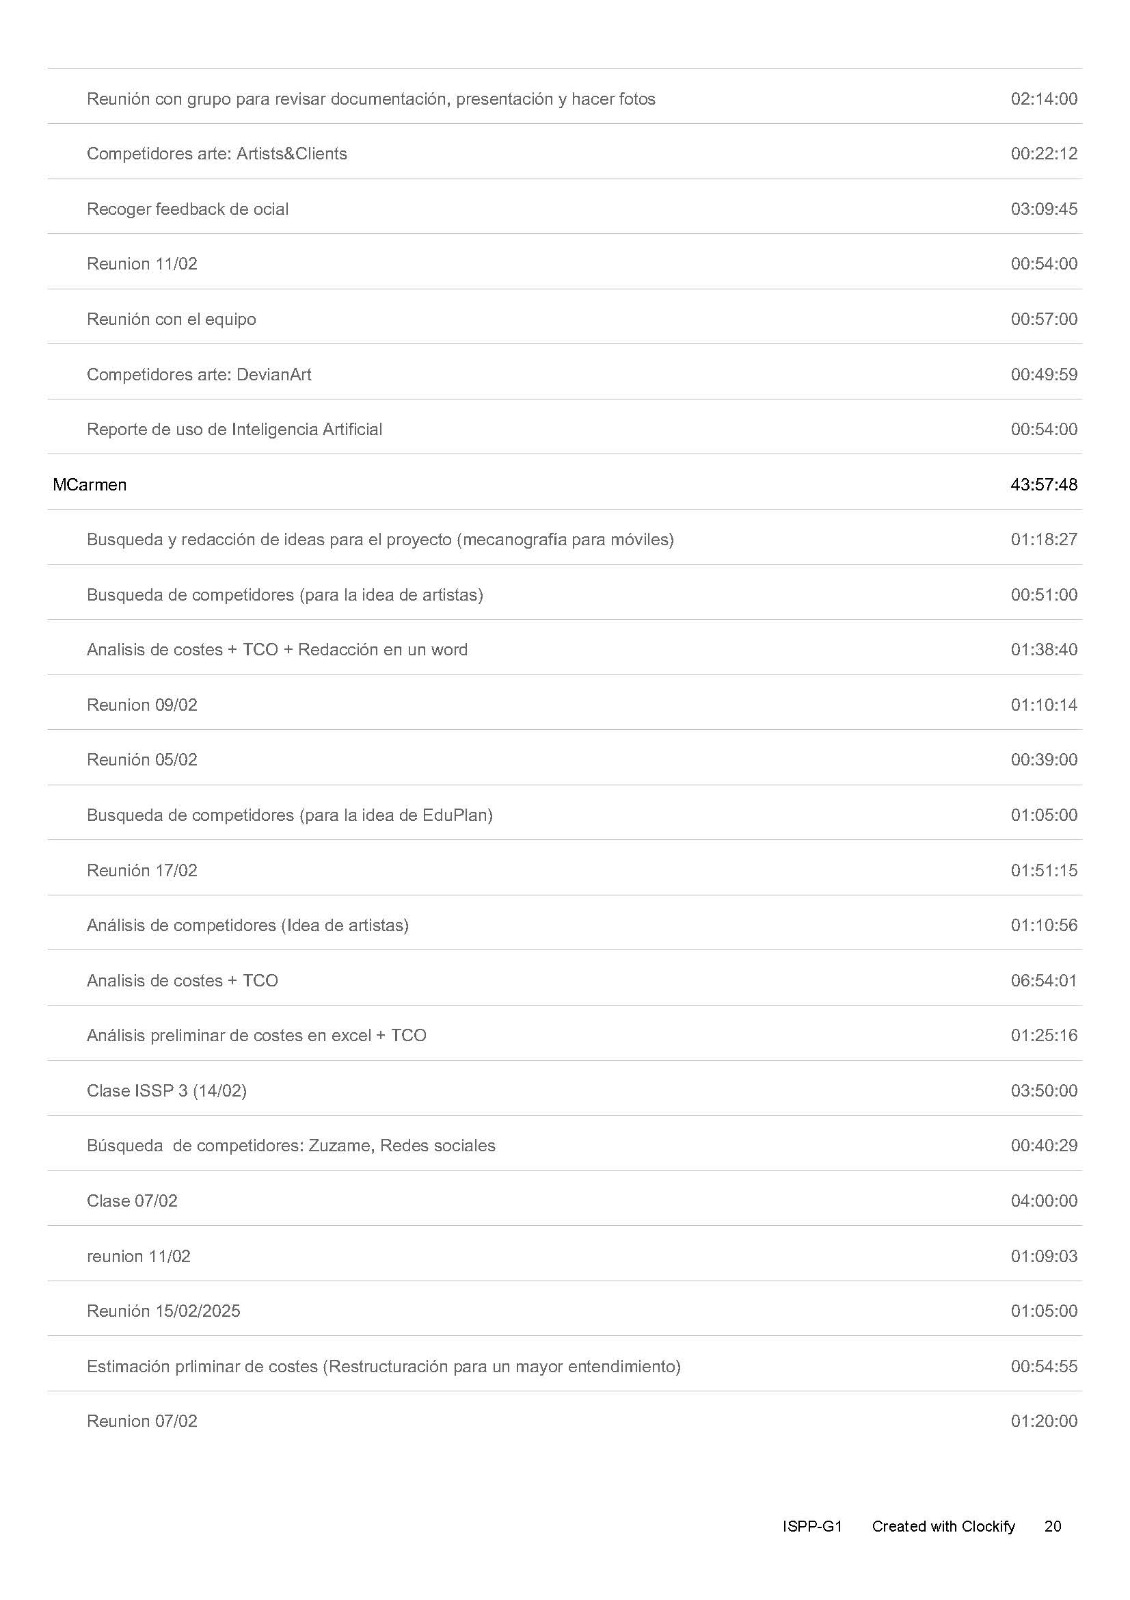 Reunión con grupo para revisar documentación, presentación y hacer fotos 02:14:00
Competidores arte: Artists&Clients 00:22:12
Recoger feedback de ocial 03:09:45
Reunion 11/02 00:54:00
Reunión con el equipo 00:57:00
Competidores arte: DevianArt 00:49:59
Reporte de uso de Inteligencia Artificial 00:54:00
MCarmen 43:57:48
Busqueda y redacción de ideas para el proyecto (mecanografía para móviles) 01:18:27
Busqueda de competidores (para la idea de artistas) 00:51:00
Analisis de costes + TCO + Redacción en un word 01:38:40
Reunion 09/02 01:10:14
Reunión 05/02 00:39:00
Busqueda de competidores (para la idea de EduPlan) 01:05:00
Reunión 17/02 01:51:15
Análisis de competidores (Idea de artistas) 01:10:56
Analisis de costes + TCO 06:54:01
Análisis preliminar de costes en excel + TCO 01:25:16
Clase ISSP 3 (14/02) 03:50:00
Búsqueda  de competidores: Zuzame, Redes sociales 00:40:29
Clase 07/02 04:00:00
reunion 11/02 01:09:03
Reunión 15/02/2025 01:05:00
Estimación prliminar de costes (Restructuración para un mayor entendimiento) 00:54:55
Reunion 07/02 01:20:00
ISPP-G1 Created with Clockify 20